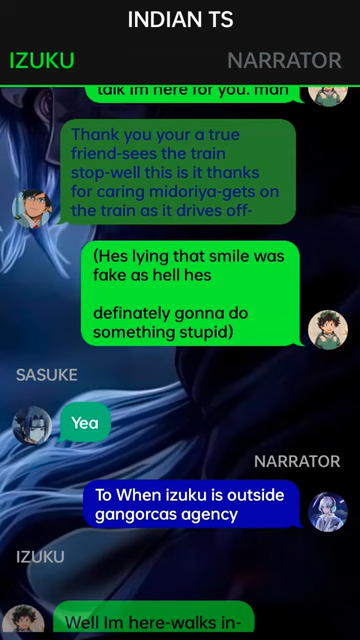 INDIAN TS
IZUKU
NARRATOR
talk Im here for you. man
Thank you your a true
friend-sees the train
stop-well this is it thanks
for caring midoriya-gets on
the train as it drives off-
(Hes lying that smile was
fake as hell hes
definately gonna do
something stupid)
SASUKE
Yea
NARRATOR
To When izuku is outside
gangorcas agency
IZUKU
Well Im here-walks in-